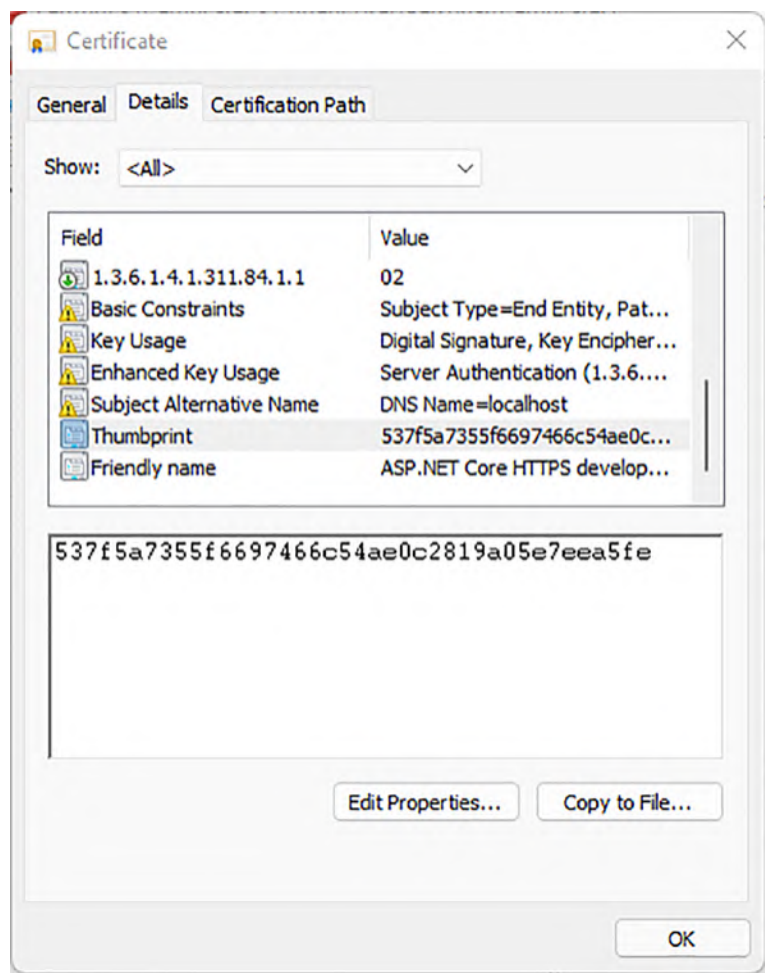 Certificate
General Details Certification Path
Show: <All>
Field Value
1.3.6.1.4.1.311.84.1.1 02
Basic Constraints Subject Type=End Entity, Pat...
Key Usage Digital Signature, Key Encipher...
Enhanced Key Usage Server Authentication (1.3.6....
Subject Alternative Name DNS Name=localhost
Thumbprint 537f5a7355f6697466c54ae0c...
Friendly name ASP.NET Core HTTPS develop...
537f5a7355f6697466c54ae0c2819a05e7eea5fe
Edit Properties... Copy to File...
OK